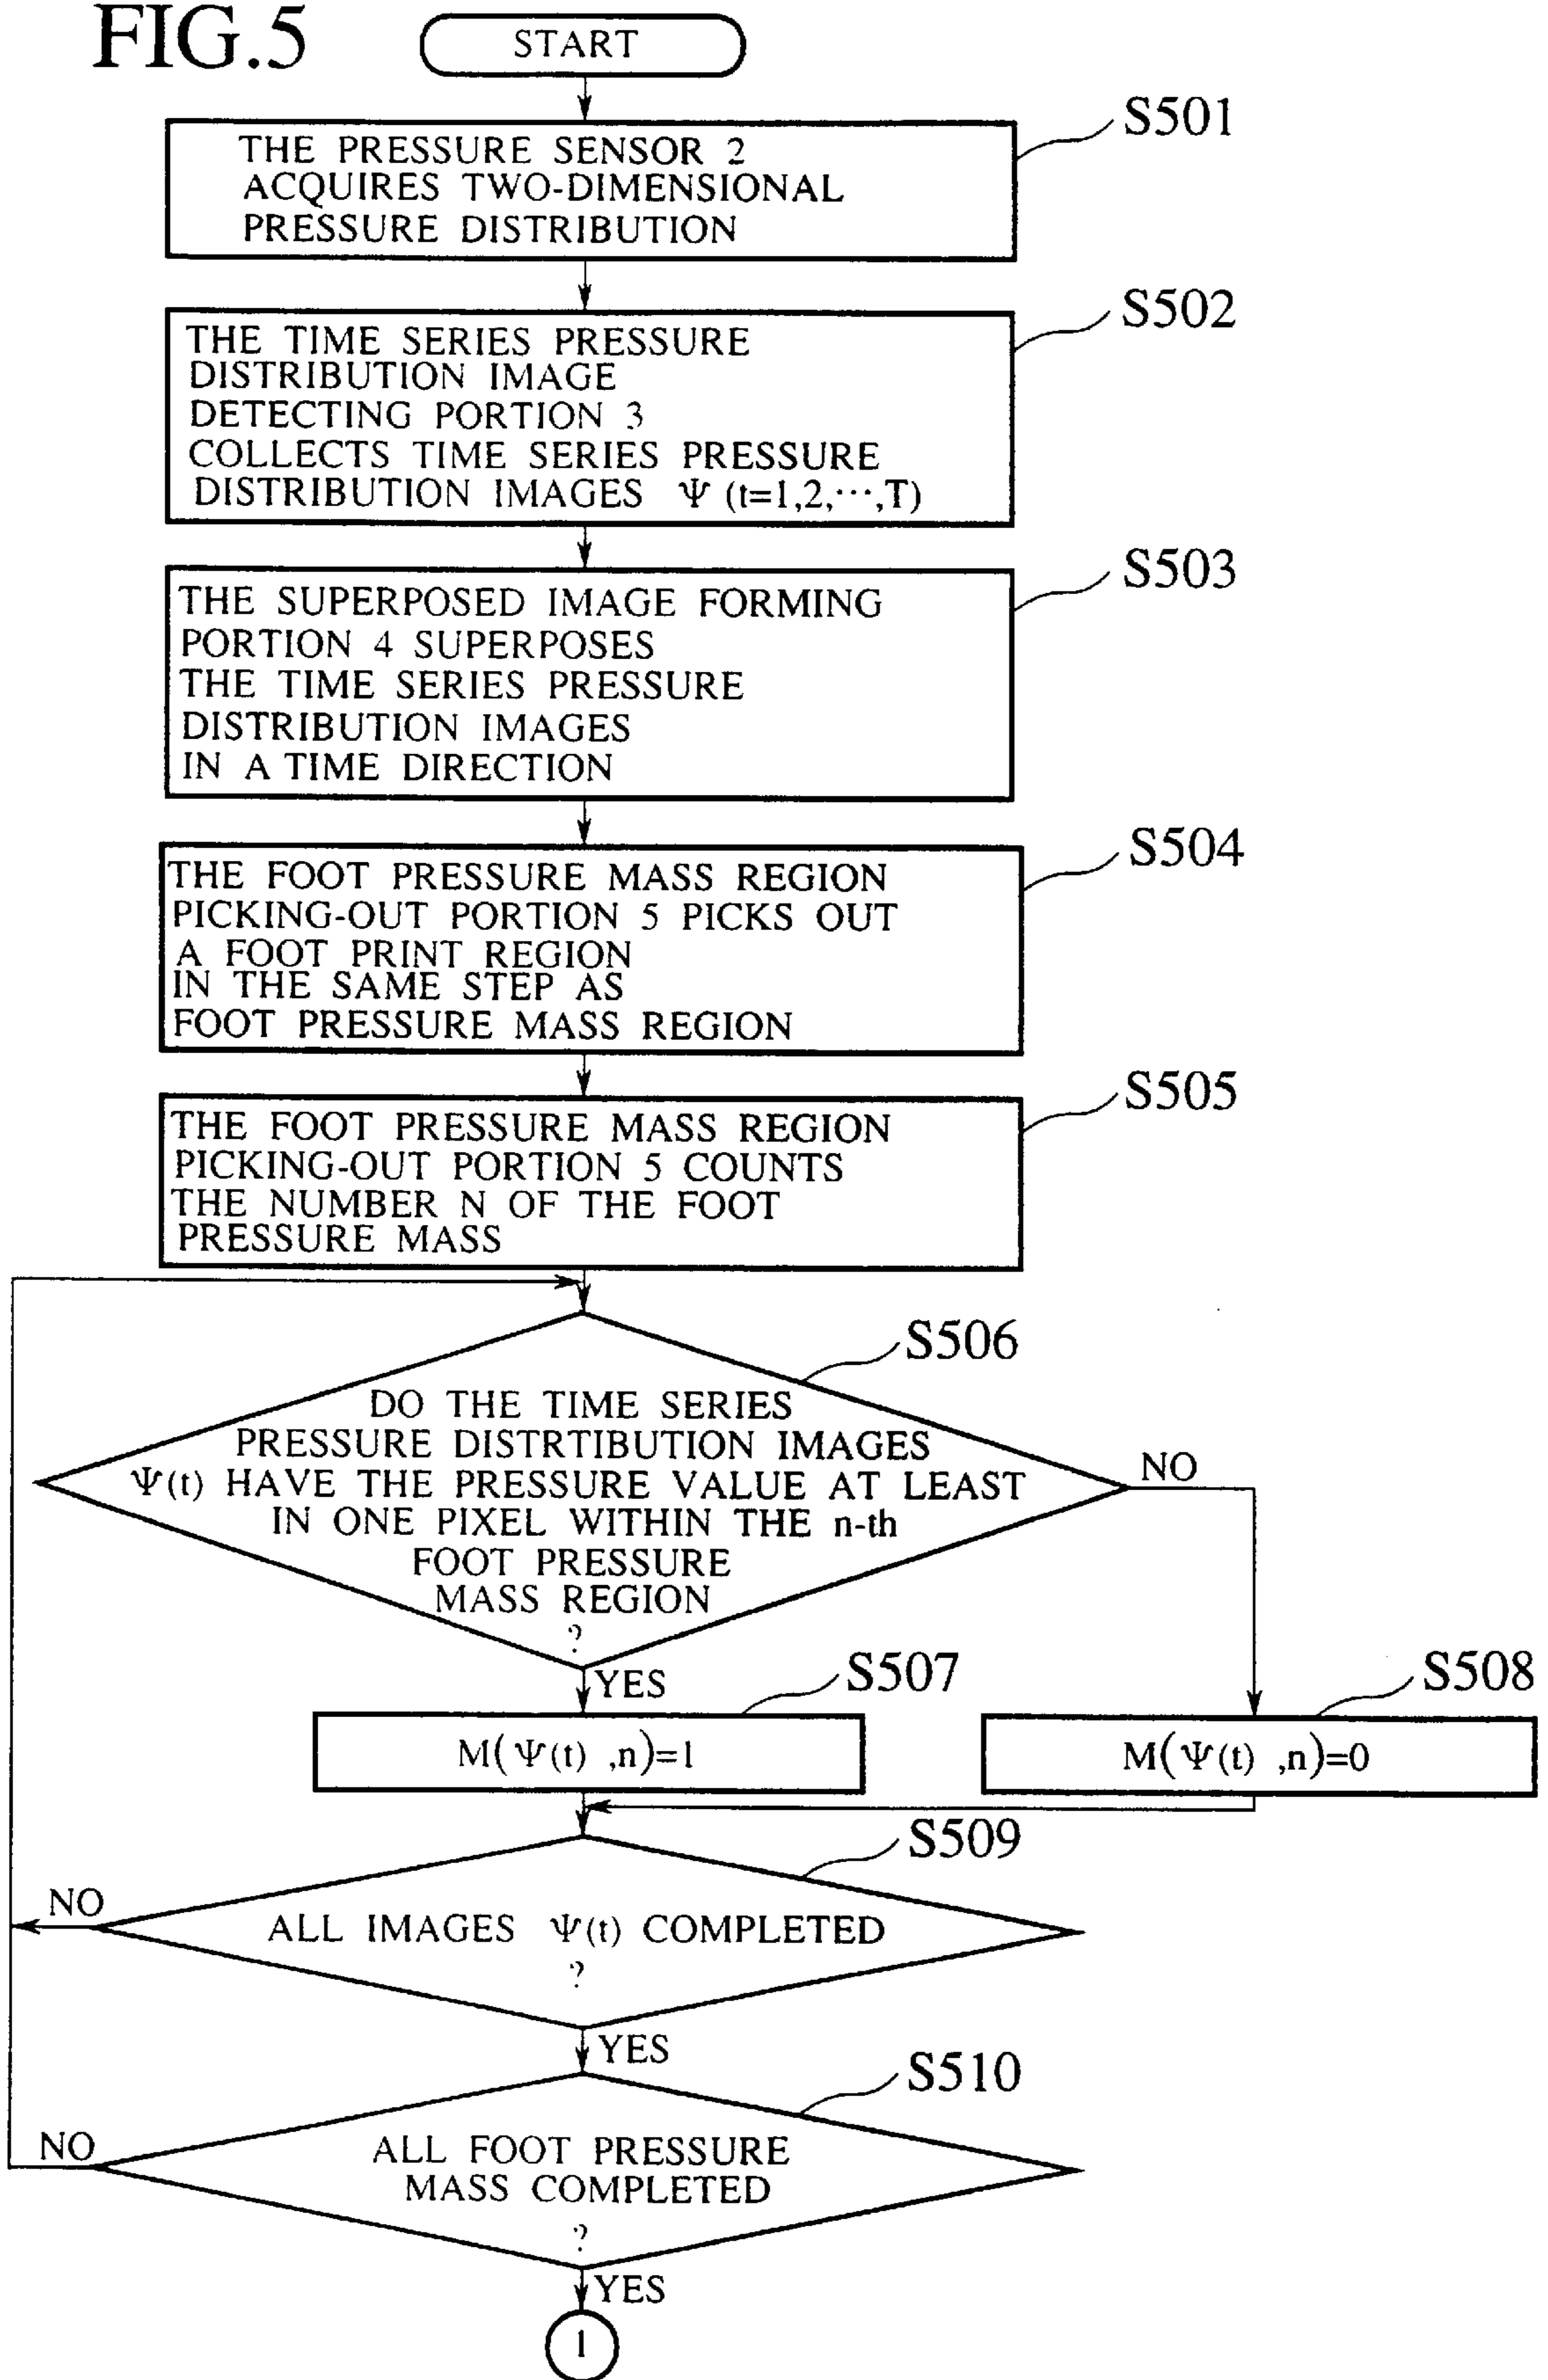 FIG.5
START
S501
THE PRESSURE SENSOR 2
ACQUIRES TWO-DIMENSIONAL
PRESSURE DISTRIBUTION
S502
THE TIME SERIES PRESSURE
DISTRIBUTION IMAGE
DETECTING PORTION 3
COLLECTS TIME SERIES PRESSURE
DISTRIBUTION IMAGES Ψ (t=1,2,···,T)
S503
THE SUPERPOSED IMAGE FORMING
PORTION 4 SUPERPOSES
THE TIME SERIES PRESSURE
DISTRIBUTION IMAGES
IN A TIME DIRECTION
S504
THE FOOT PRESSURE MASS REGION
PICKING-OUT PORTION 5 PICKS OUT
A FOOT PRINT REGION
IN THE SAME STEP AS
FOOT PRESSURE MASS REGION
S505
THE FOOT PRESSURE MASS REGION
PICKING-OUT PORTION 5 COUNTS
THE NUMBER N OF THE FOOT
PRESSURE MASS
S506
DO THE TIME SERIES
PRESSURE DISTRTIBUTION IMAGES
Ψ(t) HAVE THE PRESSURE VALUE AT LEAST
IN ONE PIXEL WITHIN THE n-th
FOOT PRESSURE
MASS REGION
?
NO
YES
S507
M(Ψ(t) ,n)=1
S508
M(Ψ(t) ,n)=0
S509
NO
ALL IMAGES Ψ(t) COMPLETED
?
YES
S510
NO
ALL FOOT PRESSURE
MASS COMPLETED
?
YES
1